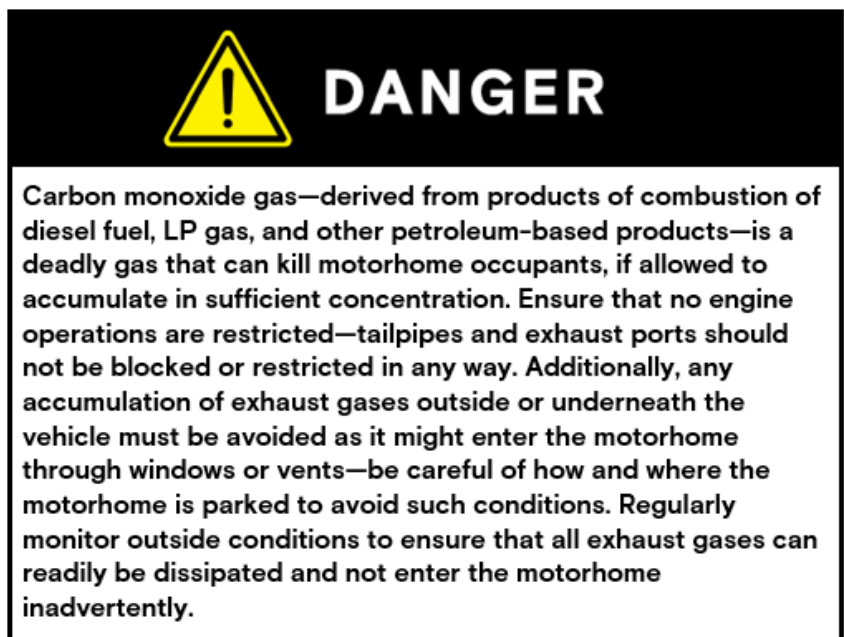 DANGER
Carbon monoxide gas—derived from products of combustion of
diesel fuel, LP gas, and other petroleum-based products—is a
deadly gas that can kill motorhome occupants, if allowed to
accumulate in sufficient concentration. Ensure that no engine
operations are restricted—tailpipes and exhaust ports should
not be blocked or restricted in any way. Additionally, any
accumulation of exhaust gases outside or underneath the
vehicle must be avoided as it might enter the motorhome
through windows or vents—be careful of how and where the
motorhome is parked to avoid such conditions. Regularly
monitor outside conditions to ensure that all exhaust gases can
readily be dissipated and not enter the motorhome
inadvertently.